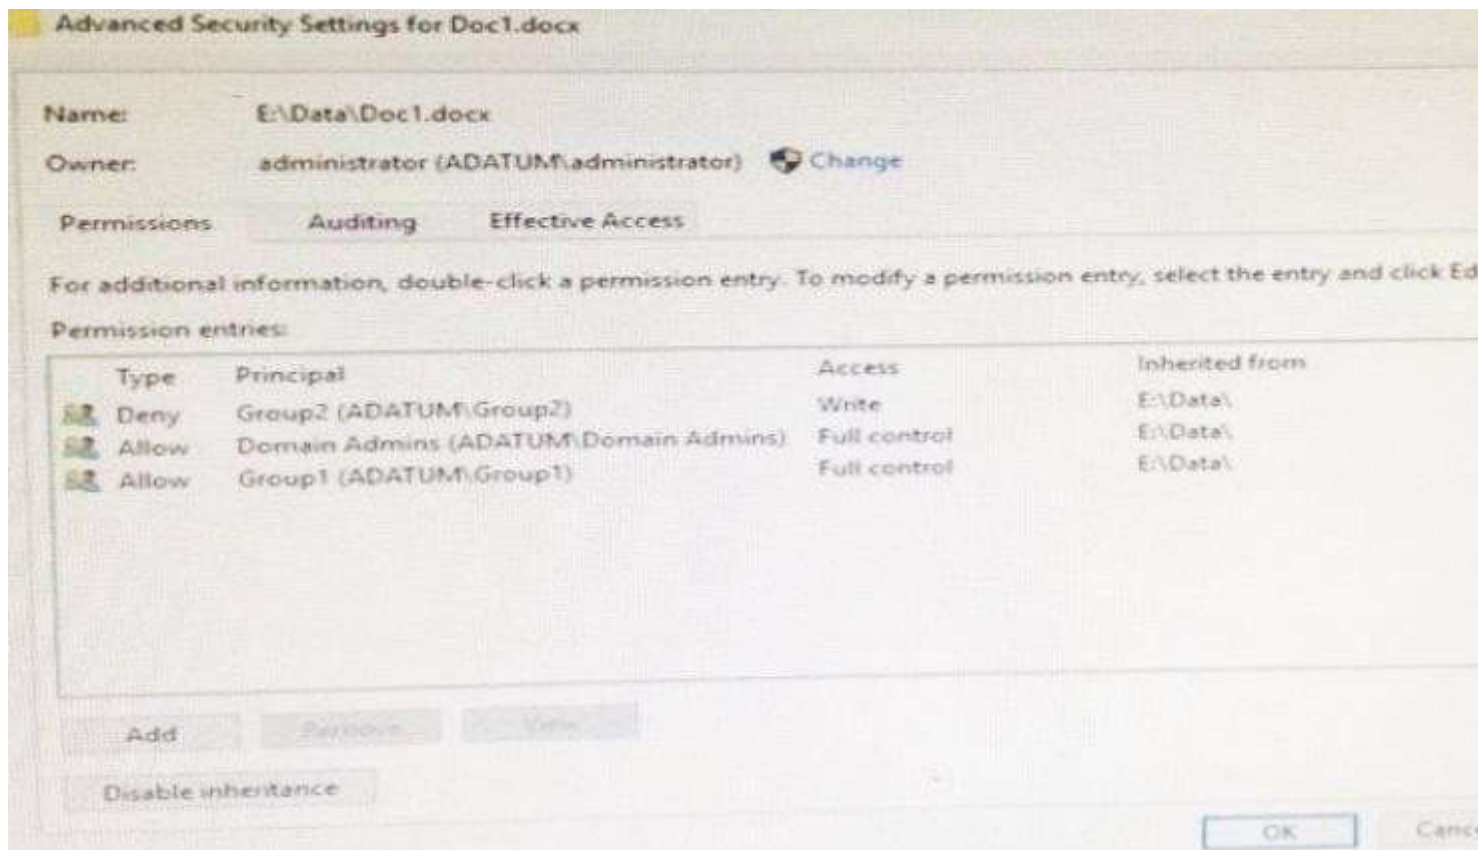 Advanced Security Settings for Doc1.docx
Name: E:\Data\Doc1.docx
Owner: administrator (ADATUM\administrator) Change
Permissions Auditing Effective Access
For additional information, double-click a permission entry. To modify a permission entry, select the entry and click Ed
Permission entries:
Type Principal Access Inherited from
Deny Group2 (ADATUM\Group2) Write E:\Data\
Allow Domain Admins (ADATUM\Domain Admins) Full control E:\Data\
Allow Group1 (ADATUM\Group1) Full control E:\Data\
Add Remove View
Disable inheritance
OK Cance